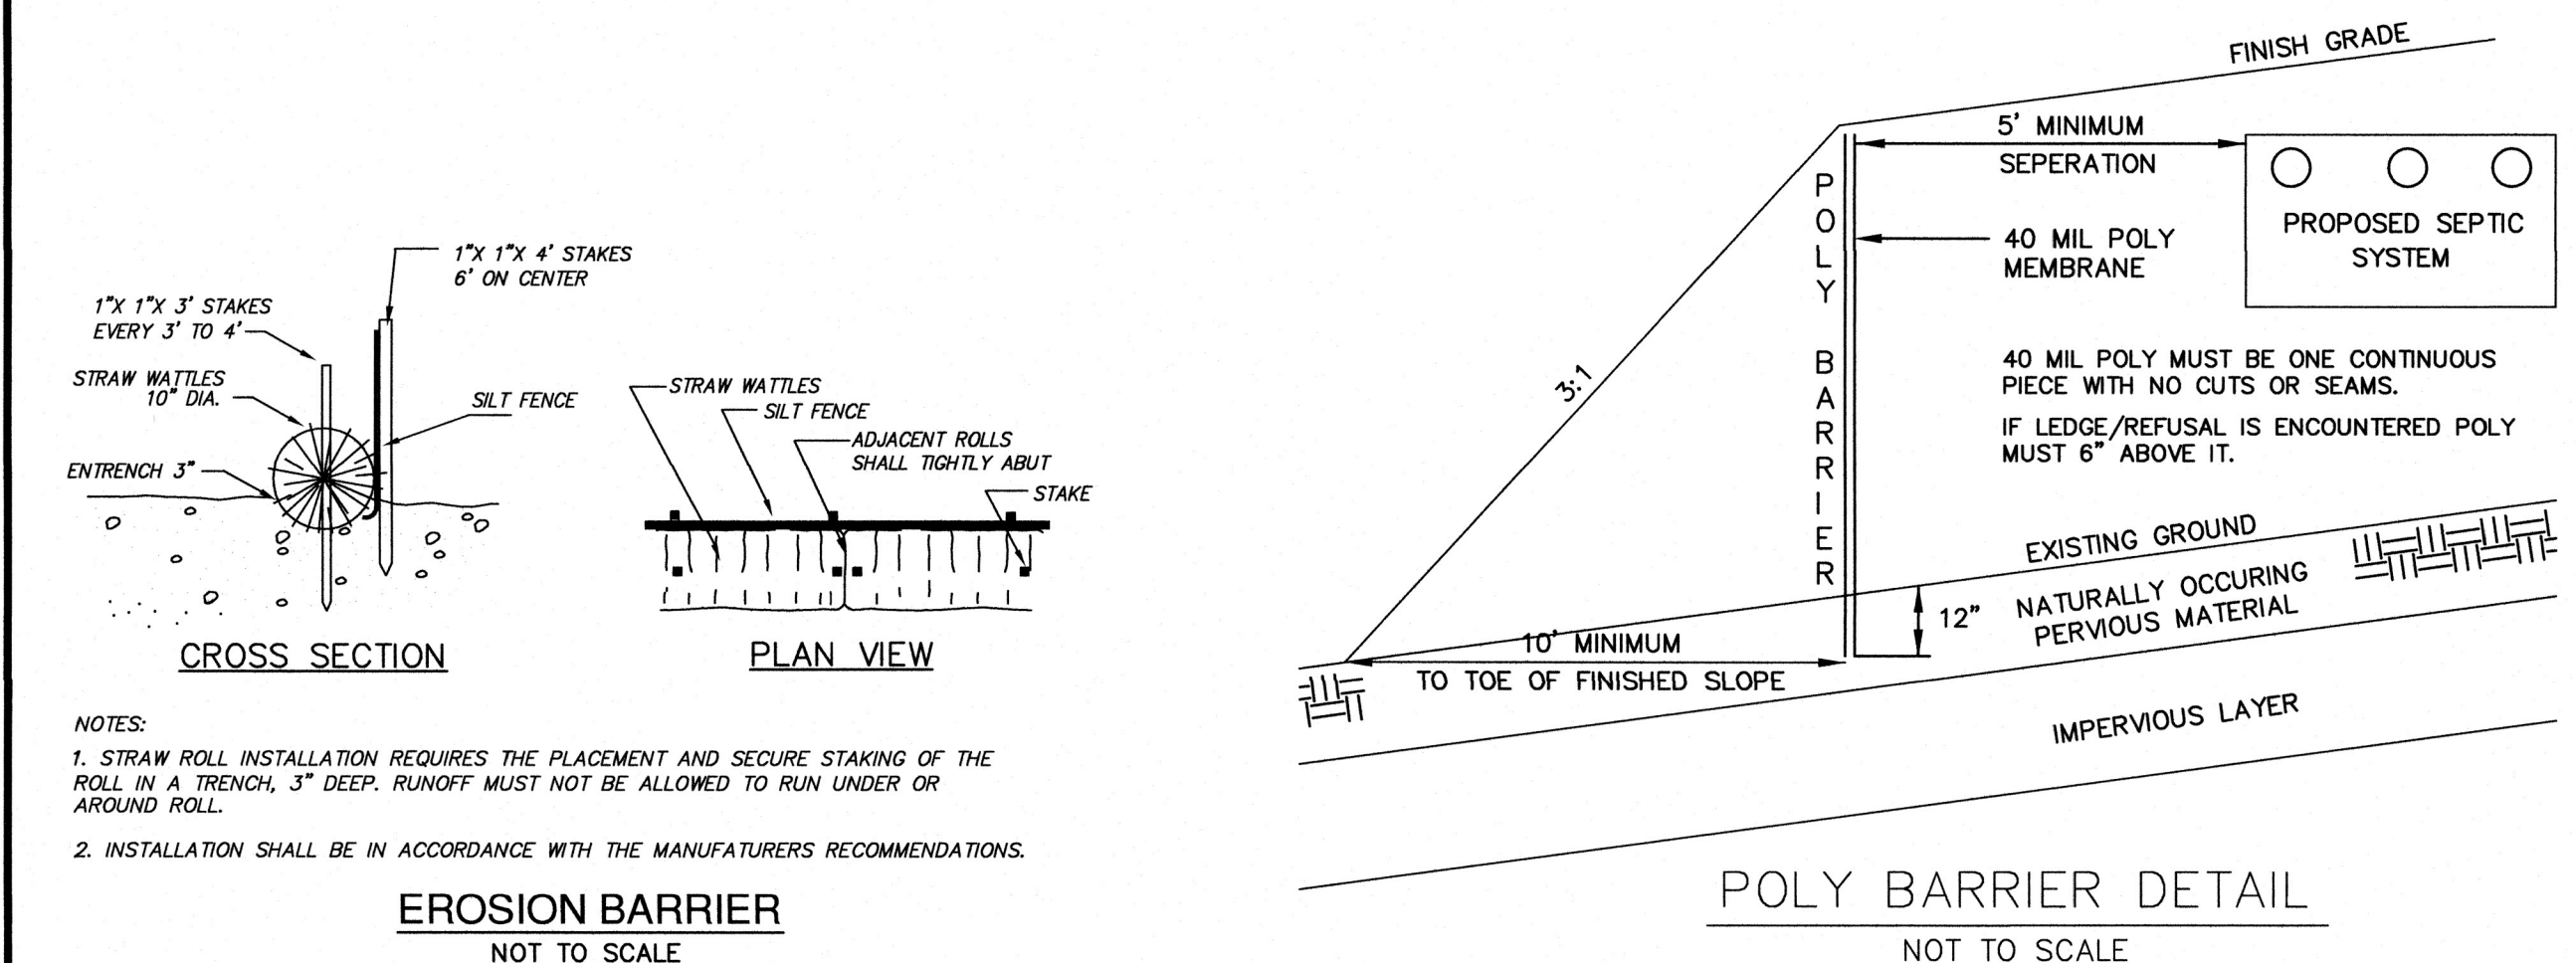 1"X 1"X 4' STAKES
6' ON CENTER
1"X 1"X 3' STAKES
EVERY 3' TO 4'
STRAW WATTLES
10" DIA.
SILT FENCE
ENTRENCH 3"
CROSS SECTION
STRAW WATTLES
SILT FENCE
ADJACENT ROLLS
SHALL TIGHTLY ABUT
STAKE
PLAN VIEW
NOTES:
1. STRAW ROLL INSTALLATION REQUIRES THE PLACEMENT AND SECURE STAKING OF THE
ROLL IN A TRENCH, 3" DEEP. RUNOFF MUST NOT BE ALLOWED TO RUN UNDER OR
AROUND ROLL.
2. INSTALLATION SHALL BE IN ACCORDANCE WITH THE MANUFATURERS RECOMMENDATIONS.
EROSION BARRIER
NOT TO SCALE
FINISH GRADE
5' MINIMUM
SEPERATION
POLY BARRIER
40 MIL POLY
MEMBRANE
PROPOSED SEPTIC
SYSTEM
3:1
40 MIL POLY MUST BE ONE CONTINUOUS
PIECE WITH NO CUTS OR SEAMS.
IF LEDGE/REFUSAL IS ENCOUNTERED POLY
MUST 6" ABOVE IT.
EXISTING GROUND
12"
NATURALLY OCCURING
PERVIOUS MATERIAL
10' MINIMUM
TO TOE OF FINISHED SLOPE
IMPERVIOUS LAYER
POLY BARRIER DETAIL
NOT TO SCALE